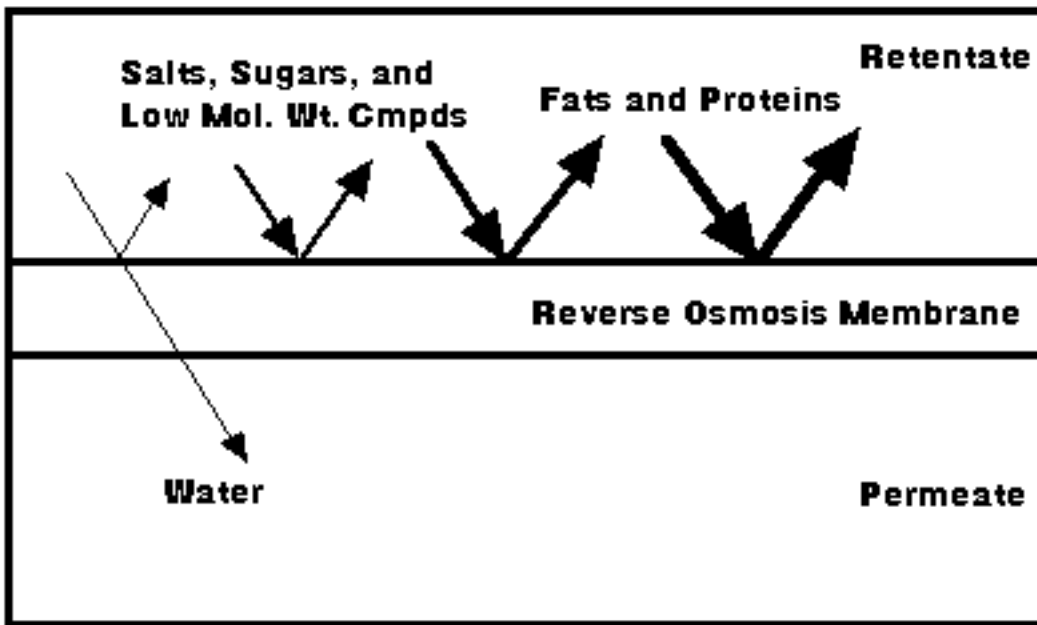 Retentate
Salts, Sugars, and
Low Mol. Wt. Cmpds
Fats and Proteins
Reverse Osmosis Membrane
Water
Permeate